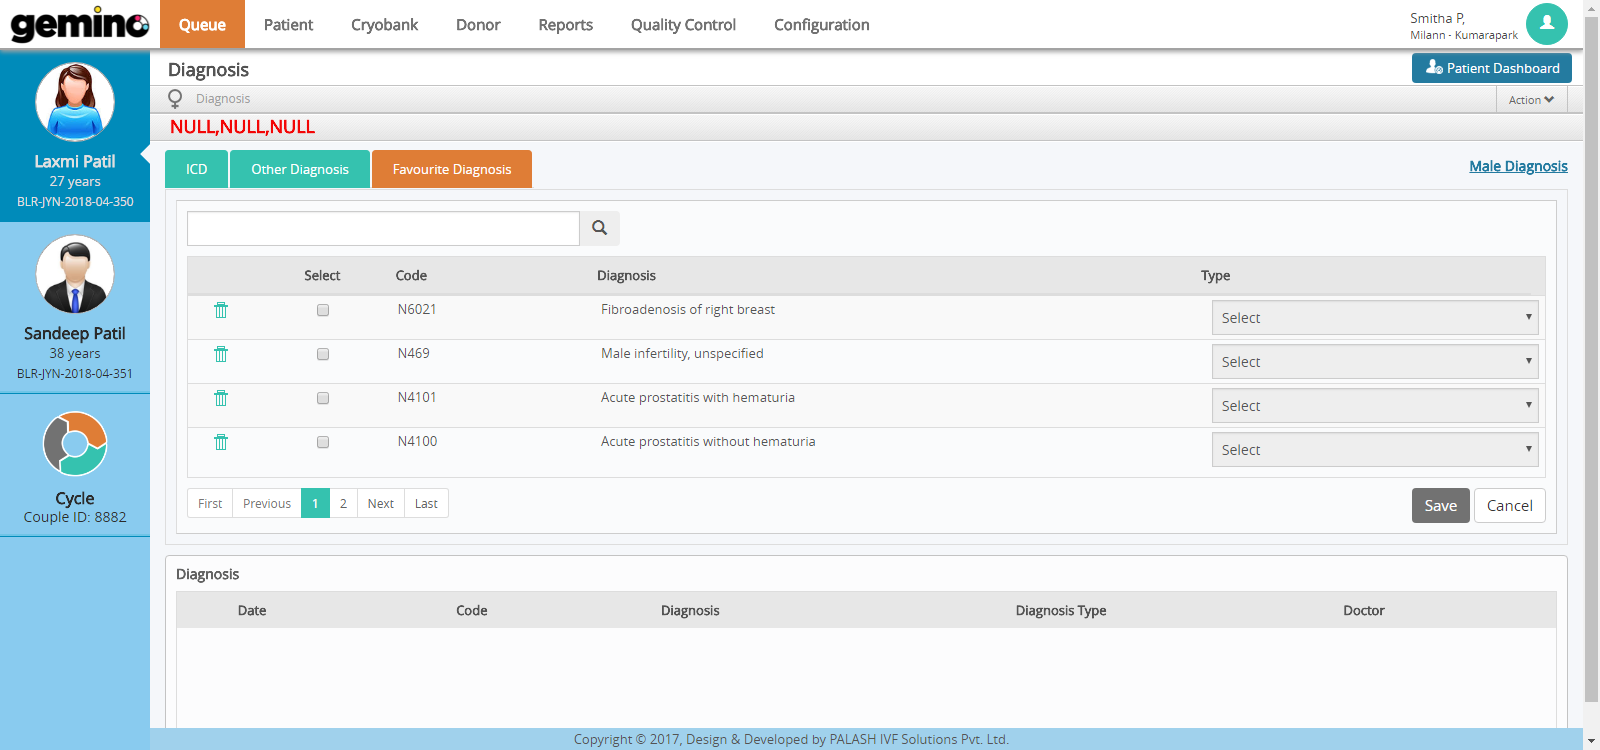 gemino
Queue Patient Cryobank Donor Reports Quality Control Configuration
Smitha P,
Milann - Kumarapark
Laxmi Patil
27 years
BLR-JYN-2018-04-350
Sandeep Patil
38 years
BLR-JYN-2018-04-351
Cycle
Couple ID: 8882
Diagnosis
Patient Dashboard
Diagnosis
Action
NULL,NULL,NULL
ICD Other Diagnosis Favourite Diagnosis
Male Diagnosis
Select Code Diagnosis Type
N6021 Fibroadenosis of right breast Select
N469 Male infertility, unspecified Select
N4101 Acute prostatitis with hematuria Select
N4100 Acute prostatitis without hematuria Select
First Previous 1 2 Next Last
Save Cancel
Diagnosis
Date Code Diagnosis Diagnosis Type Doctor
Copyright © 2017, Design & Developed by PALASH IVF Solutions Pvt. Ltd.